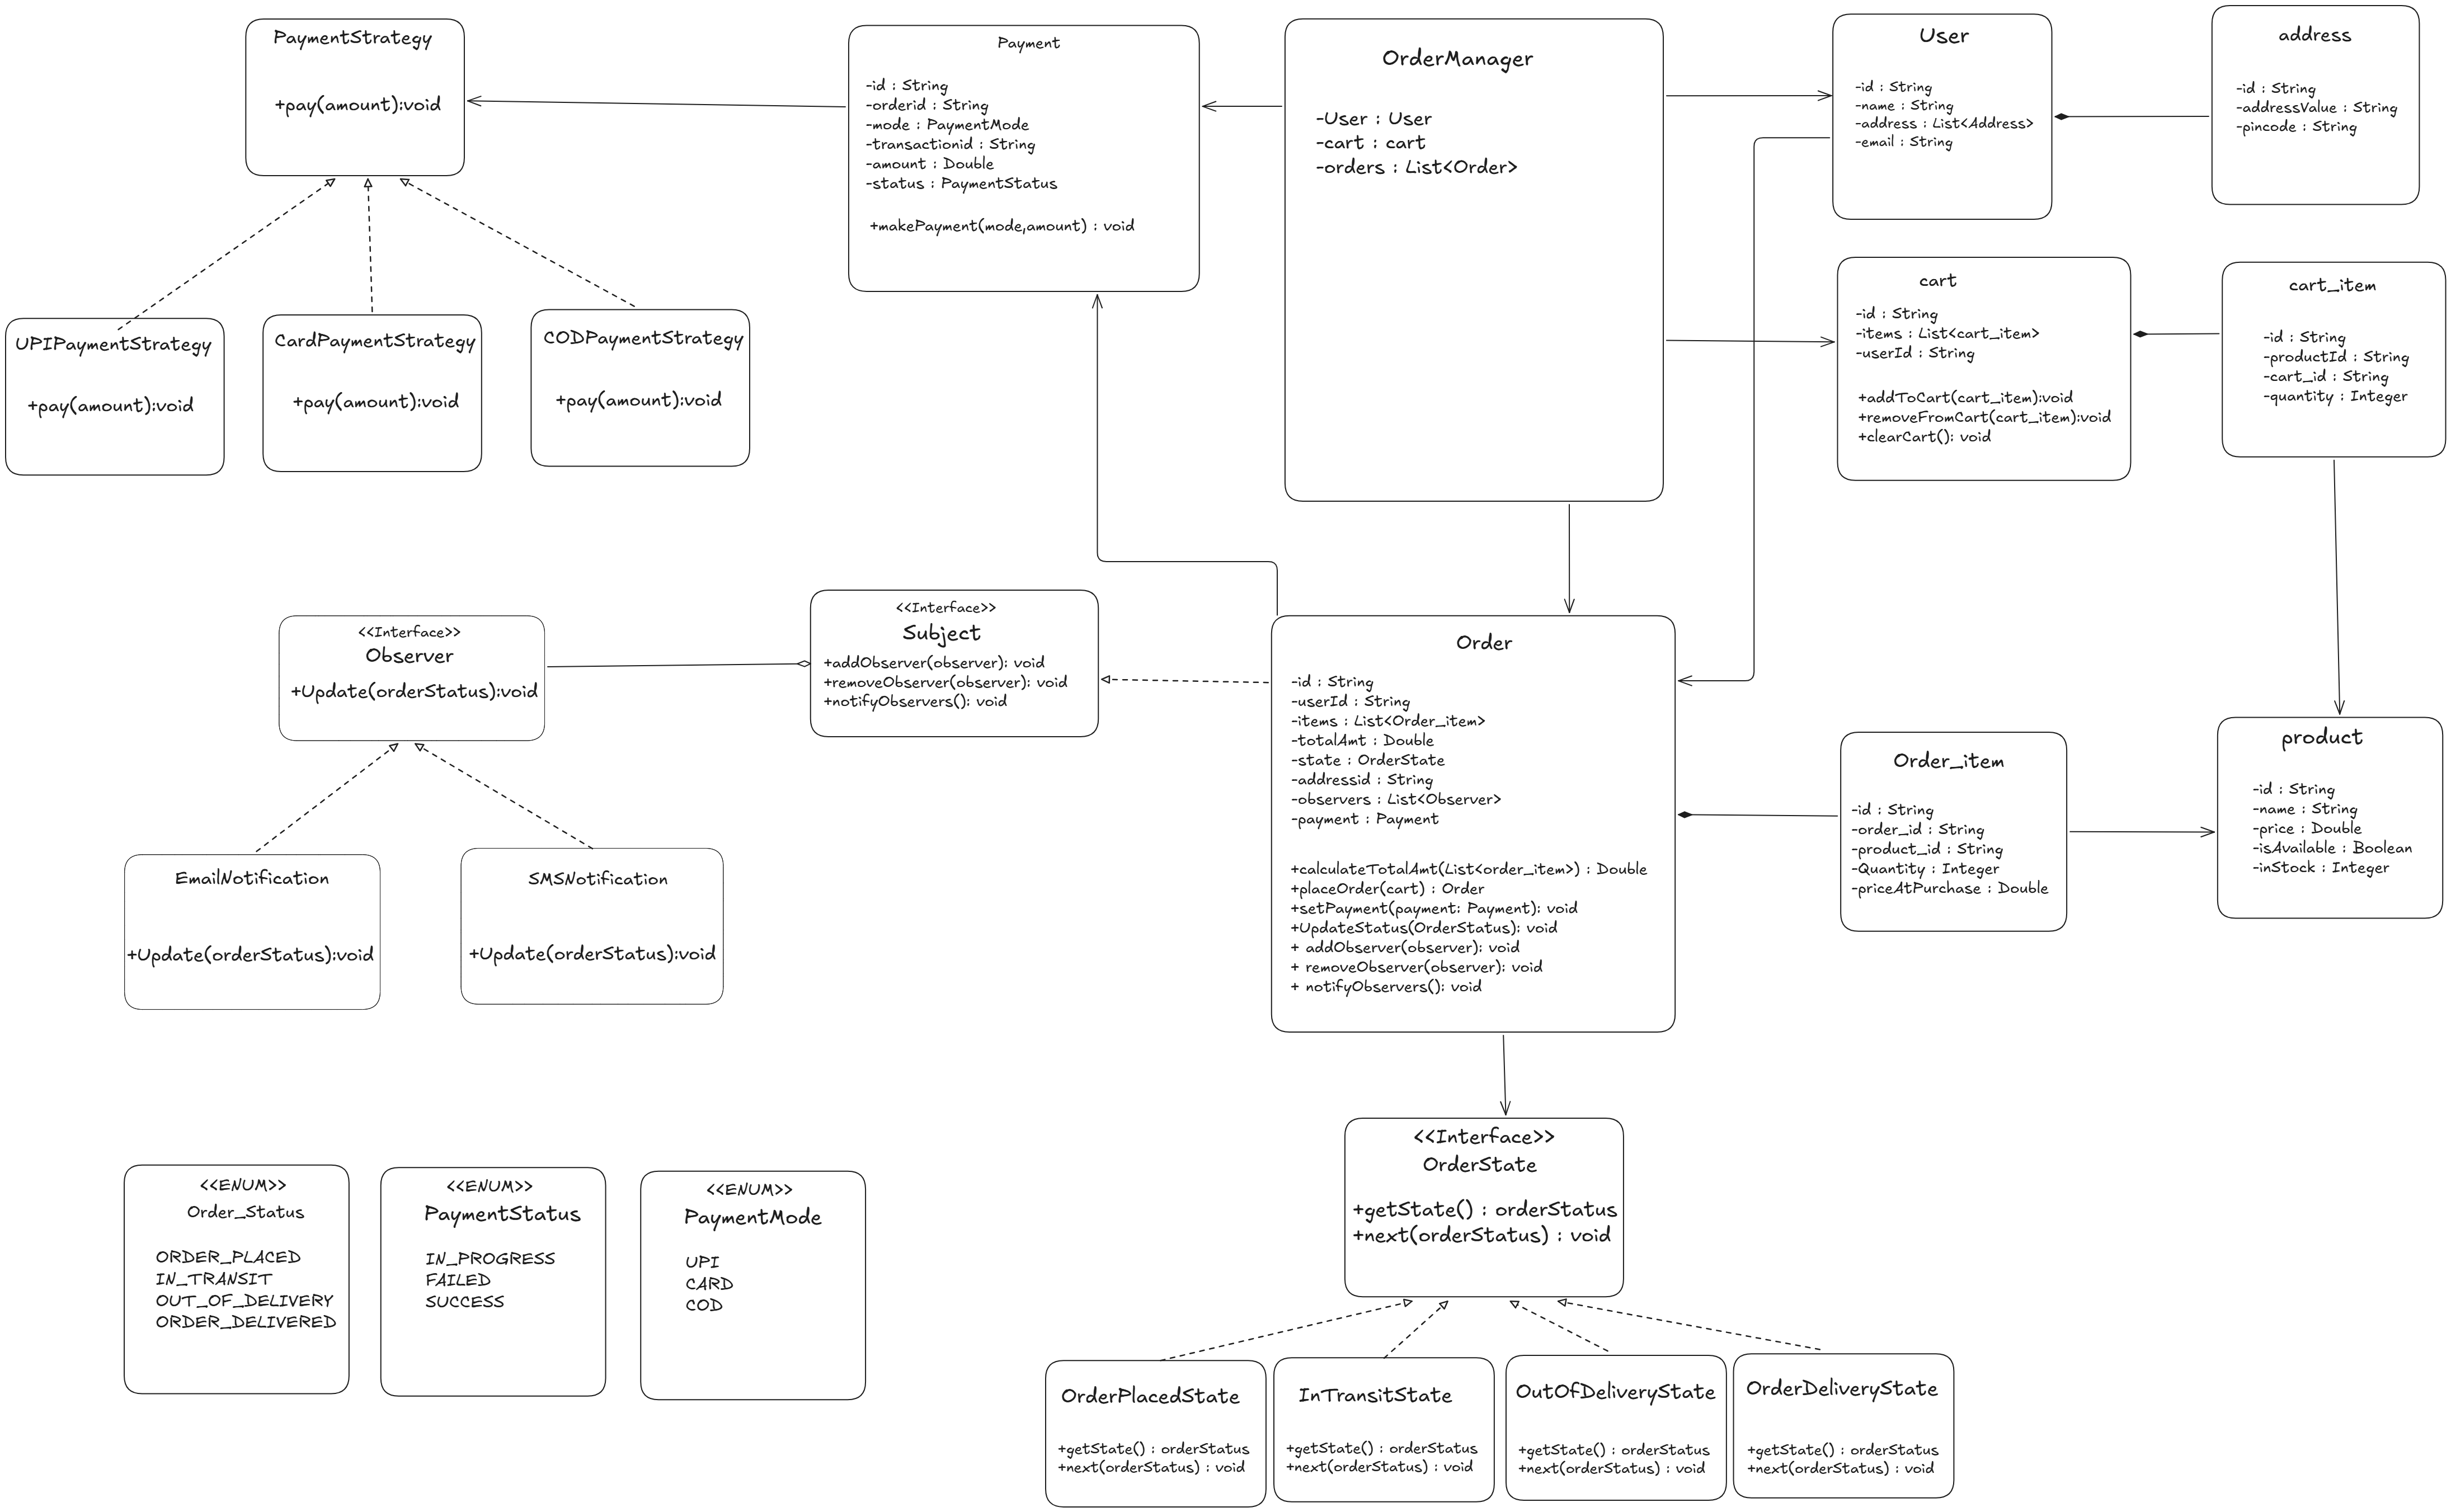 PaymentStrategy
+pay(amount):void
Payment
-id : String
-orderid : String
-mode : PaymentMode
-transactionid : String
-amount : Double
-status : PaymentStatus
+makePayment(mode,amount) : void
OrderManager
-User : User
-cart : cart
-orders : List<Order>
User
-id : String
-name : String
-address : List<Address>
-email : String
address
-id : String
-addressValue : String
-pincode : String
UPIPaymentStrategy
+pay(amount):void
CardPaymentStrategy
+pay(amount):void
CODPaymentStrategy
+pay(amount):void
cart
-id : String
-items : List<cart_item>
-userId : String
+addToCart(cart_item):void
+removeFromCart(cart_item):void
+clearCart(): void
cart_item
-id : String
-productId : String
-cart_id : String
-quantity : Integer
<<Interface>>
Observer
+Update(orderStatus):void
<<Interface>>
Subject
+addObserver(observer): void
+removeObserver(observer): void
+notifyObservers(): void
Order
-id : String
-userId : String
-items : List<Order_item>
-totalAmt : Double
-state : OrderState
-addressid : String
-observers : List<Observer>
-payment : Payment
+calculateTotalAmt(List<order_item>) : Double
+placeOrder(cart) : Order
+setPayment(payment: Payment): void
+UpdateStatus(OrderStatus): void
+ addObserver(observer): void
+ removeObserver(observer): void
+ notifyObservers(): void
Order_item
-id : String
-order_id : String
-product_id : String
-Quantity : Integer
-priceAtPurchase : Double
product
-id : String
-name : String
-price : Double
-isAvailable : Boolean
-inStock : Integer
EmailNotification
+Update(orderStatus):void
SMSNotification
+Update(orderStatus):void
<<ENUM>>
Order_Status
ORDER_PLACED
IN_TRANSIT
OUT_OF_DELIVERY
ORDER_DELIVERED
<<ENUM>>
PaymentStatus
IN_PROGRESS
FAILED
SUCCESS
<<ENUM>>
PaymentMode
UPI
CARD
COD
<<Interface>>
OrderState
+getState() : orderStatus
+next(orderStatus) : void
OrderPlacedState
+getState() : orderStatus
+next(orderStatus) : void
InTransitState
+getState() : orderStatus
+next(orderStatus) : void
OutOfDeliveryState
+getState() : orderStatus
+next(orderStatus) : void
OrderDeliveryState
+getState() : orderStatus
+next(orderStatus) : void